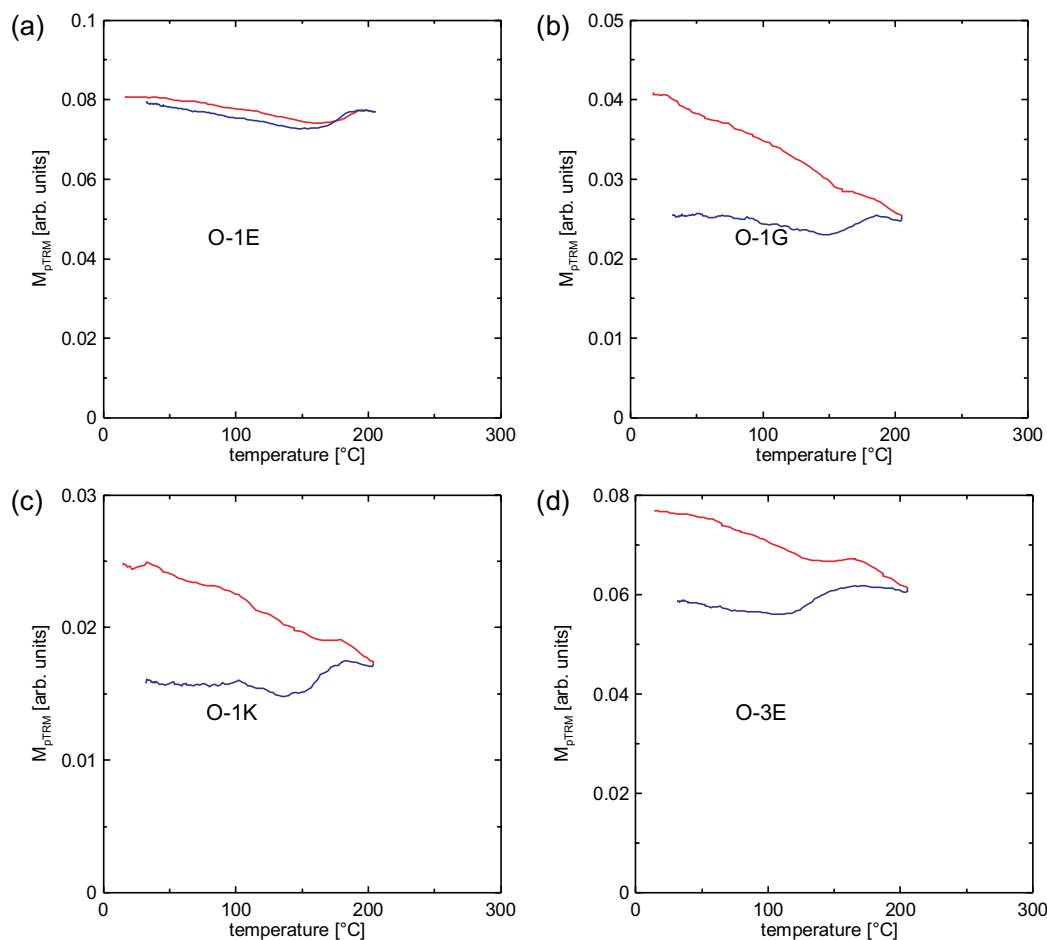 (a)
0.1
0.08
0.06
0.04
0.02
0
M_pTRM [arb. units]
O-1E
0
100
200
300
temperature [°C]
(b)
0.05
0.04
0.03
0.02
0.01
0
M_pTRM [arb. units]
O-1G
0
100
200
300
temperature [°C]
(c)
0.03
0.02
0.01
0
M_pTRM [arb. units]
O-1K
0
100
200
300
temperature [°C]
(d)
0.08
0.06
0.04
0.02
0
M_pTRM [arb. units]
O-3E
0
100
200
300
temperature [°C]